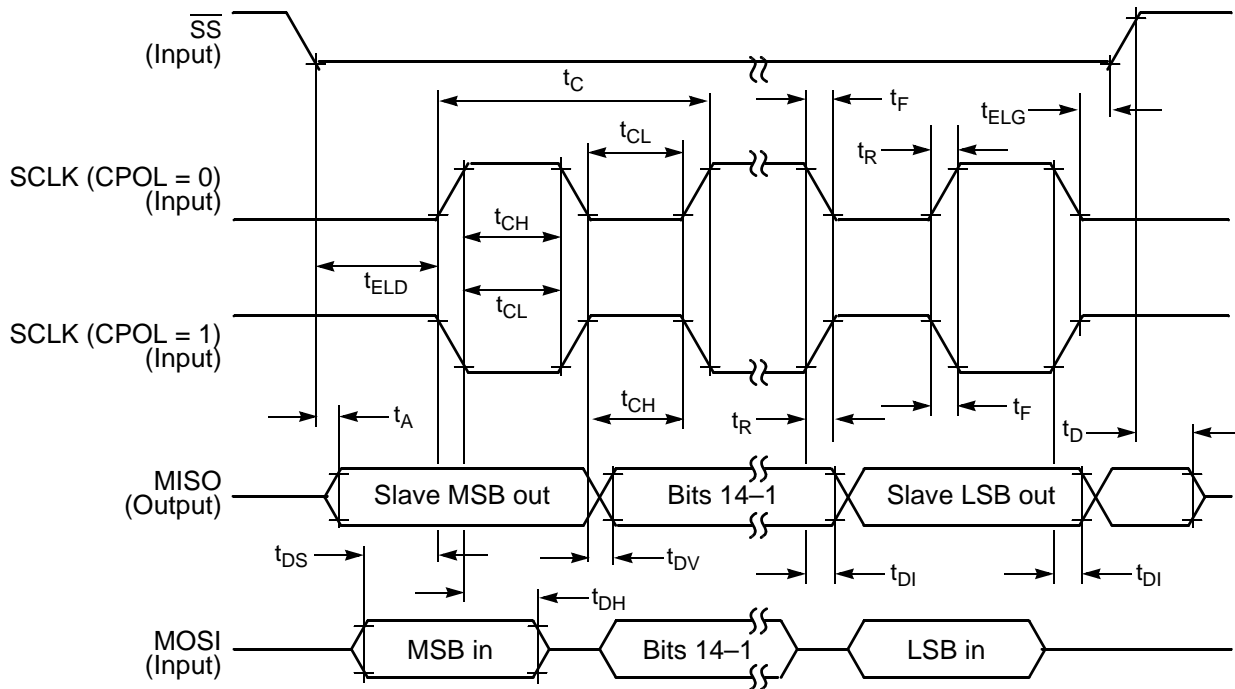 SS
(Input)
t_C
t_F
t_ELG
t_CL
t_R
SCLK (CPOL = 0)
(Input)
t_CH
t_ELD
t_CL
SCLK (CPOL = 1)
(Input)
t_A
t_CH
t_R
t_F
t_D
MISO
(Output)
Slave MSB out
Bits 14–1
Slave LSB out
t_DS
t_DV
t_DI
t_DI
t_DH
MOSI
(Input)
MSB in
Bits 14–1
LSB in